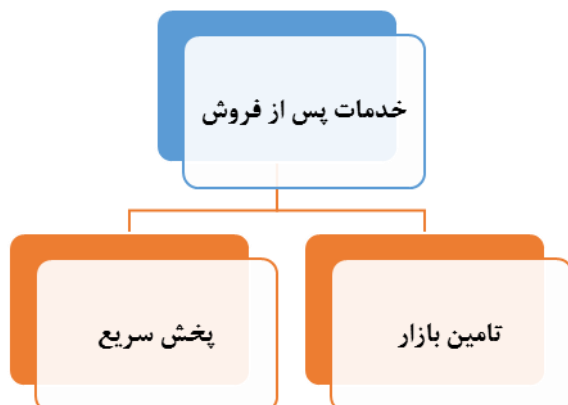 خدمات پس از فروش
تامین بازار
پخش سریع